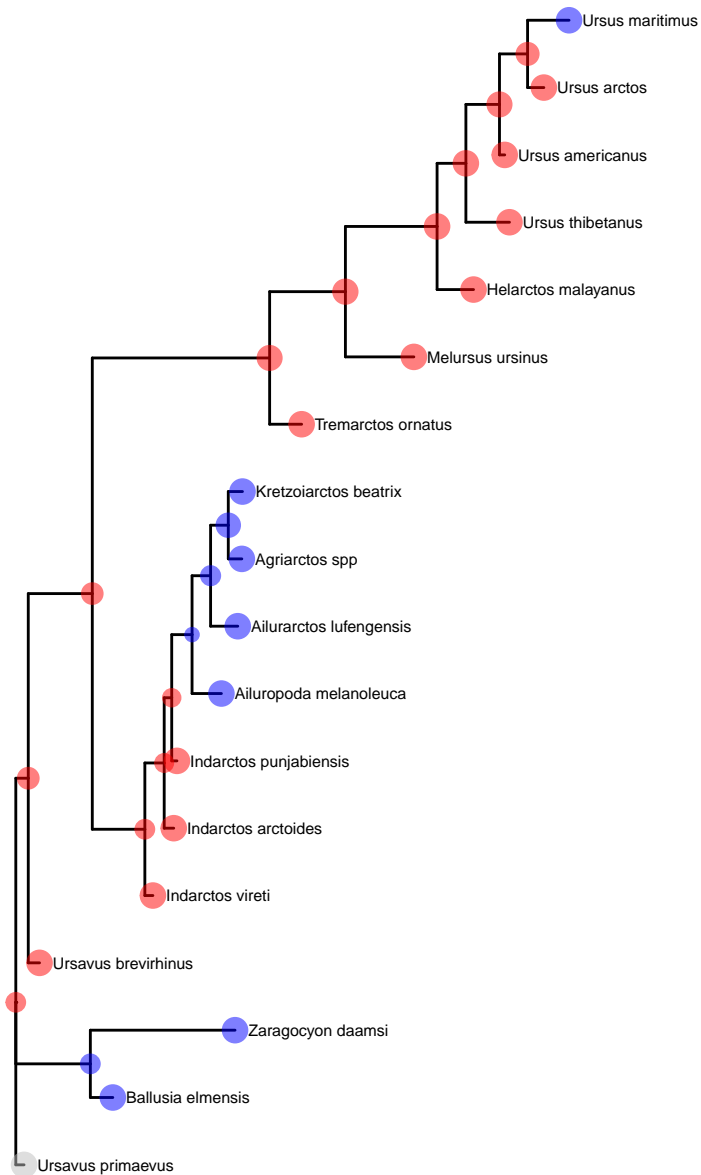 Ursus maritimus
Ursus arctos
Ursus americanus
Ursus thibetanus
Helarctos malayanus
Melursus ursinus
Tremarctos ornatus
Kretzoiarctos beatrix
Agriarctos spp
Ailurarctos lufengensis
Ailuropoda melanoleuca
Indarctos punjabiensis
Indarctos arctoides
Indarctos vireti
Ursavus brevirhinus
Zaragocyon daamsi
Ballusia elmensis
Ursavus primaevus